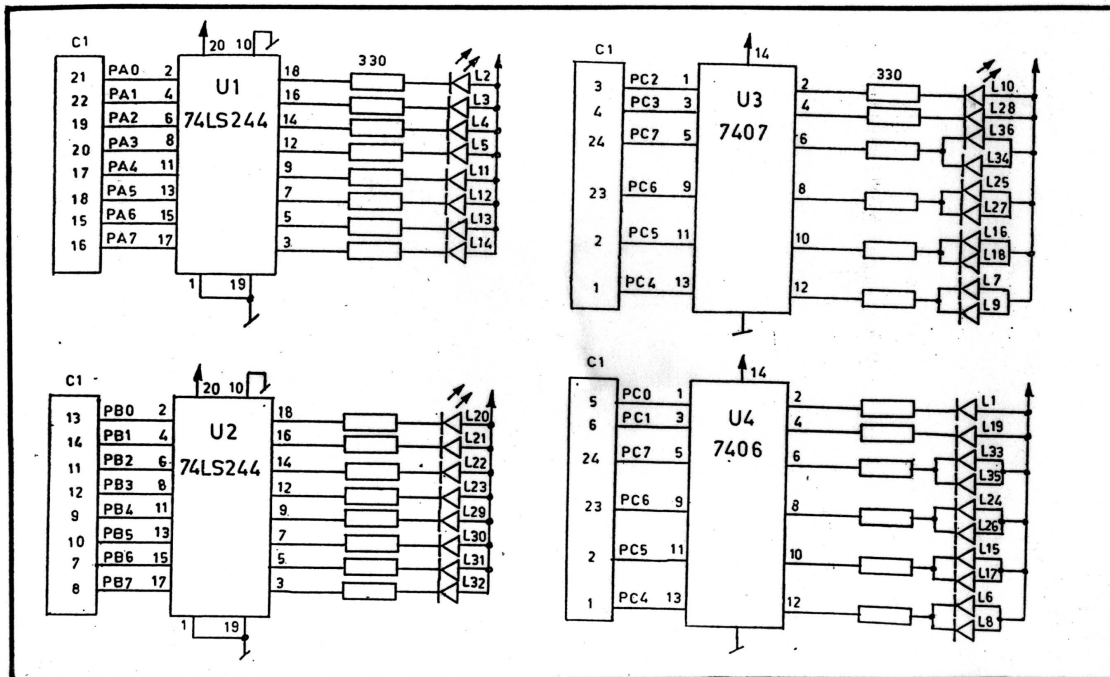 C1
20 10
21 PA0 2 18 330 L2
22 PA1 4 U1 16 L3
19 PA2 6 74LS244 14 L4
20 PA3 8 12 L5
17 PA4 11 9 L11
18 PA5 13 7 L12
15 PA6 15 5 L13
16 PA7 17 3 L14
1 19
C1
14
3 PC2 1 2 330 L10
4 PC3 3 U3 4 L28
24 PC7 5 7407 6 L36
L34
23 PC6 9 8 L25
L27
2 PC5 11 10 L16
L18
1 PC4 13 12 L7
L9
C1
20 10
13 PB0 2 18 L20
14 PB1 4 U2 16 L21
11 PB2 6 74LS244 14 L22
12 PB3 8 12 L23
9 PB4 11 9 L29
10 PB5 13 7 L30
7 PB6 15 5 L31
8 PB7 17 3 L32
1 19
C1
14
5 PC0 1 2 L1
6 PC1 3 U4 4 L19
24 PC7 5 7406 6 L33
L35
23 PC6 9 8 L24
L26
2 PC5 11 10 L15
L17
1 PC4 13 12 L6
L8